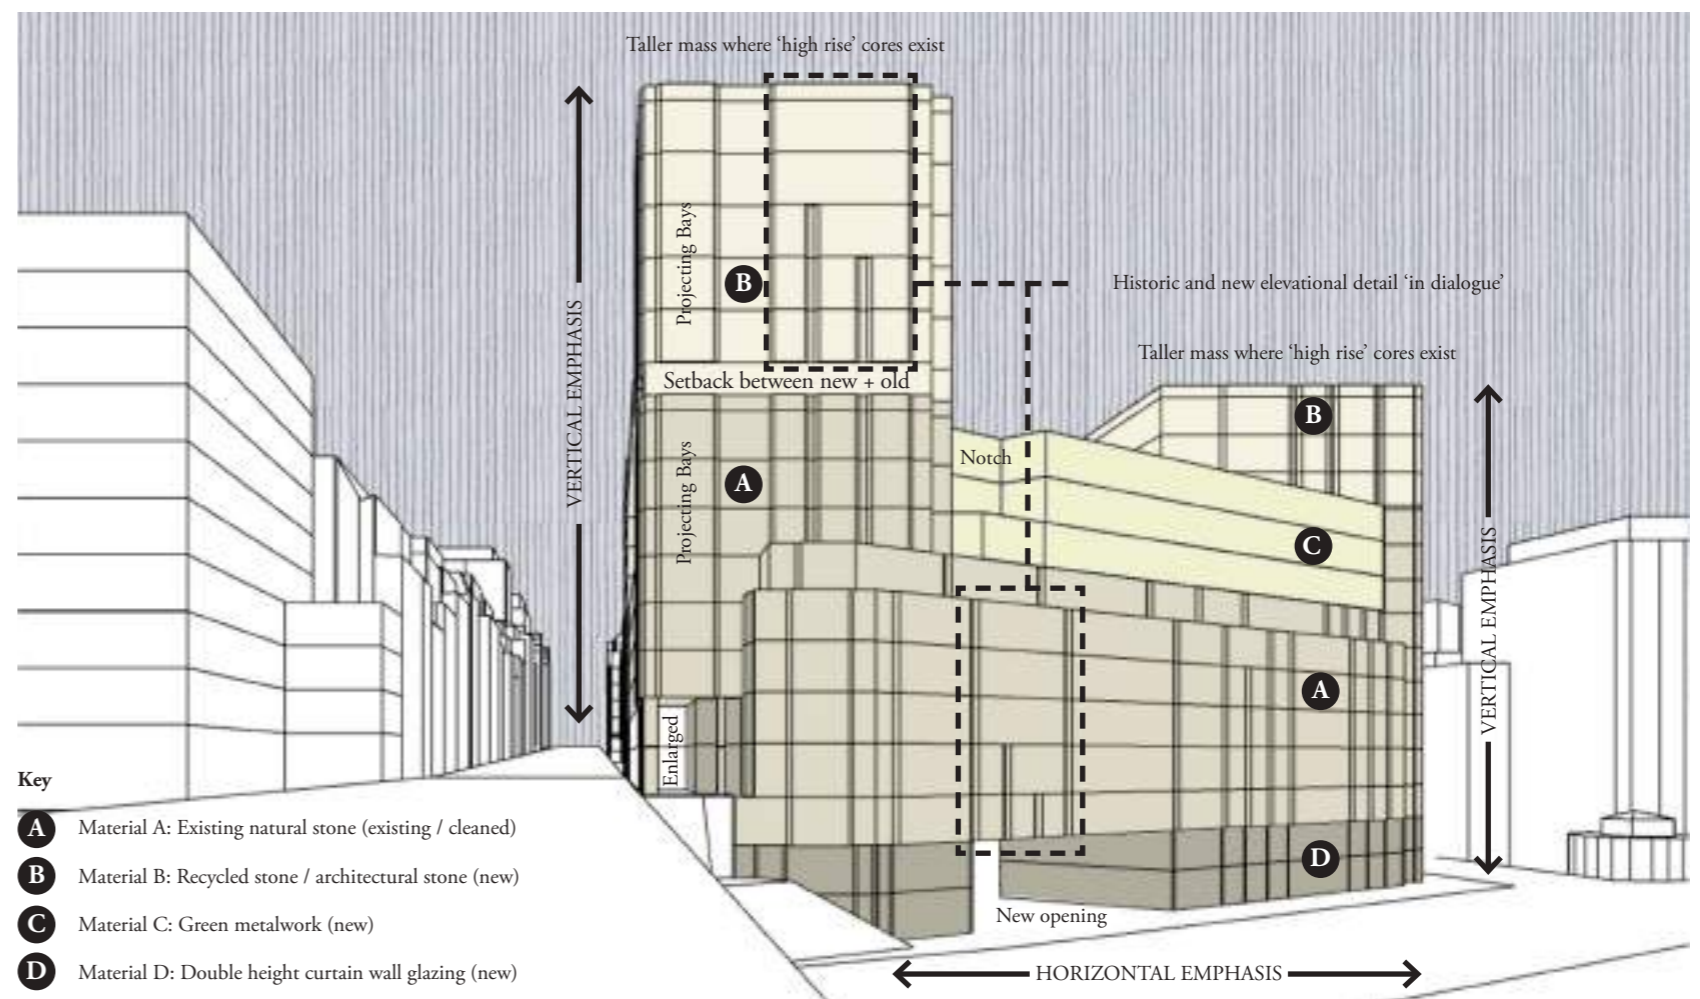 Taller mass where ‘high rise’ cores exist
VERTICAL EMPHASIS
Projecting Bays
B
Historic and new elevational detail ‘in dialogue’
Taller mass where ‘high rise’ cores exist
Setback between new + old
B
Projecting Bays
A
Notch
C
VERTICAL EMPHASIS
A
Enlarged
D
New opening
HORIZONTAL EMPHASIS
Key
A Material A: Existing natural stone (existing / cleaned)
B Material B: Recycled stone / architectural stone (new)
C Material C: Green metalwork (new)
D Material D: Double height curtain wall glazing (new)